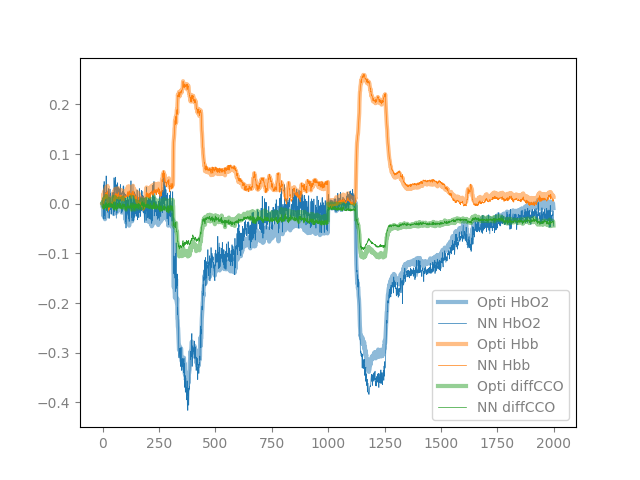 0.2
0.1
0.0
−0.1
−0.2
−0.3
−0.4
0 250 500 750 1000 1250 1500 1750 2000
Opti HbO2
NN HbO2
Opti Hbb
NN Hbb
Opti diffCCO
NN diffCCO